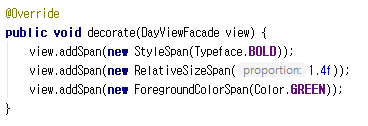 @Override
public void decorate(DayViewFacade view) {
    view.addSpan(new StyleSpan(Typeface.BOLD));
    view.addSpan(new RelativeSizeSpan( proportion: 1.4f));
    view.addSpan(new ForegroundColorSpan(Color.GREEN));
}